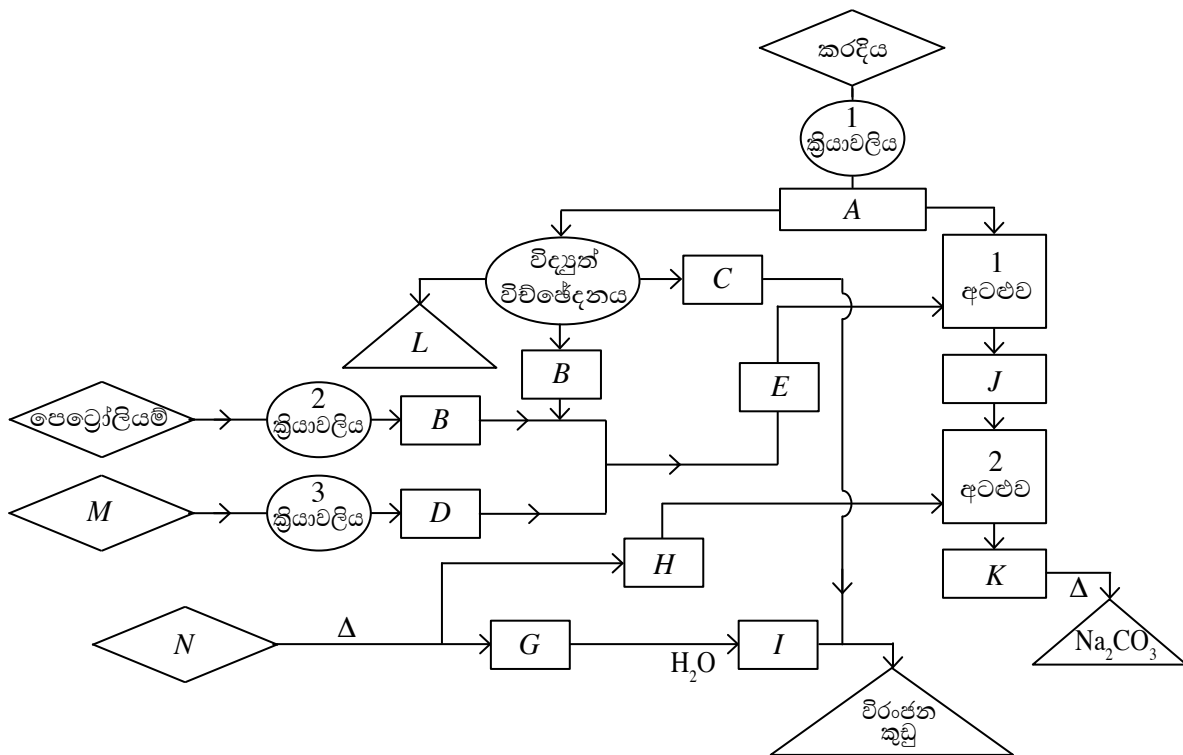 කරදිය
1
ක්‍රියාවලිය
A
විද්‍යුත්
විච්ඡේදනය
C
1
අටළුව
L
B
E
J
පෙට්‍රෝලියම්
2
ක්‍රියාවලිය
B
2
අටළුව
M
3
ක්‍රියාවලිය
D
H
K
Δ
N
Δ
G
H₂O
I
Na₂CO₃
විරංජන
කුඩු